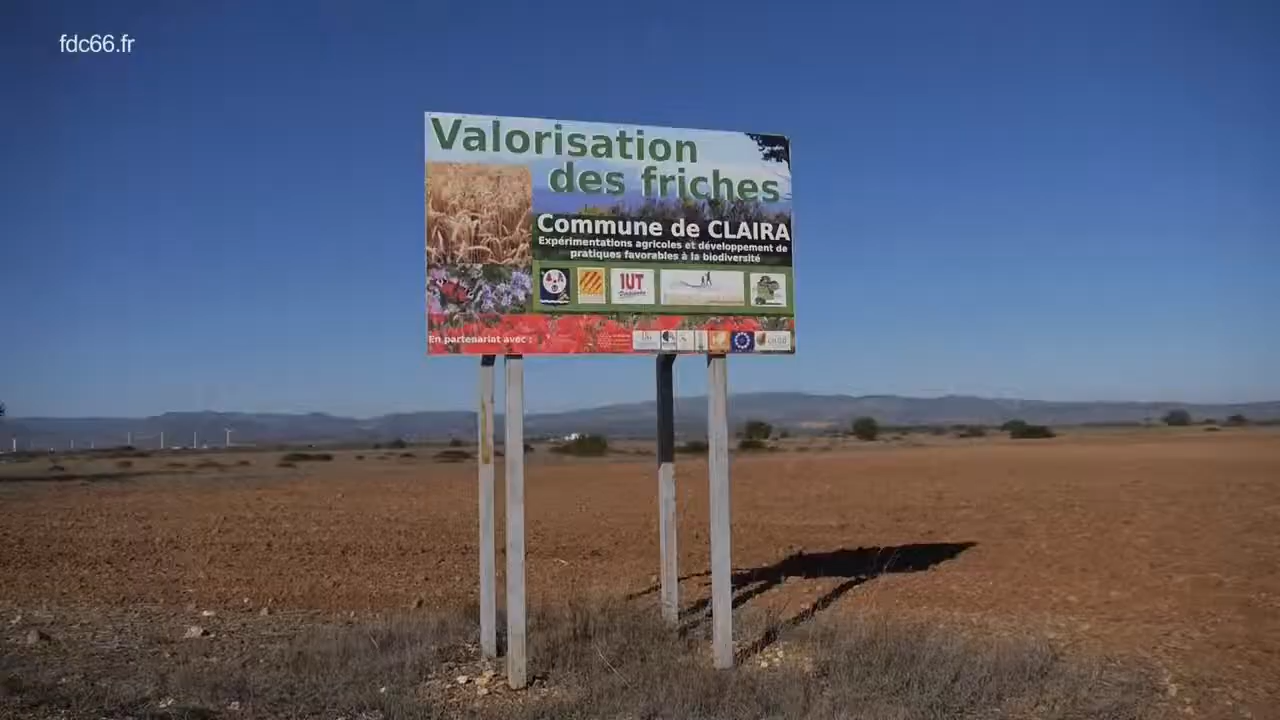 fdc66.fr
Valorisation
des friches
Commune de CLAIRA
Expérimentations agricoles et développement de
pratiques favorables à la biodiversité
IUT
En partenariat avec :